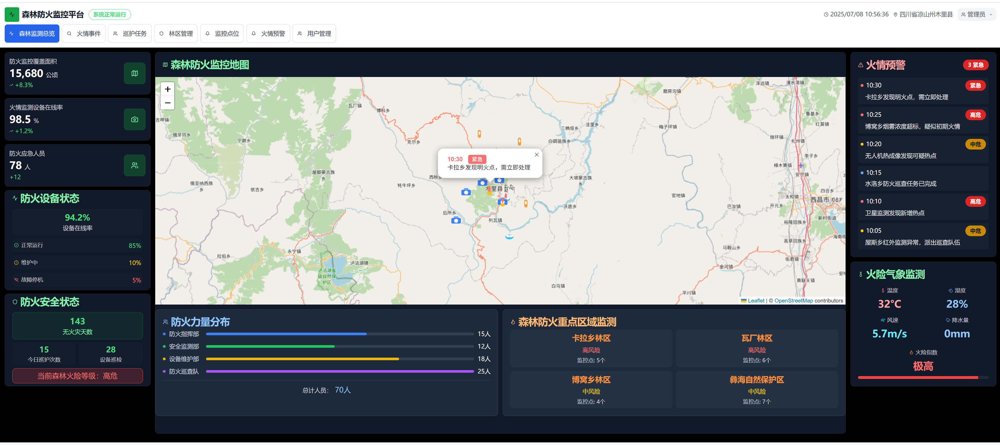 森林防火监控平台
系统正常运行
2025/07/08 10:56:36
四川省凉山州木里县
管理员
森林监测总览
火情事件
巡护任务
林区管理
监控点位
火情预警
用户管理
防火监控覆盖面积
15,680 公顷
+8.3%
火情监测设备在线率
98.5 %
+1.2%
防火应急人员
78 人
+12
防火设备状态
94.2%
设备在线率
正常运行 85%
维护中 10%
故障停机 5%
防火安全状态
143
无火灾天数
15
今日巡护次数
28
设备巡检
当前森林火险等级：高危
森林防火监控地图
+
−
瓦厂镇
博科乡
吉呷镇
俄牙同乡
宁朗乡
克尔乡
磨房沟镇
泽远镇
漫水湾镇
鲁基乡
红莫镇
三桷垭乡
洼里乡
梅子坪镇
白碉苗族乡
琅环镇
礼州镇
李子乡
樟木箐镇
安宁镇
10:30 紧急
卡拉乡发现明火点，需立即处理
屋脚蒙古族
乡
西秋乡
大坡蒙古族
乡
俄亚纳西族
乡
依吉乡
牦牛坪乡
木里县
官地镇
四合乡
太和镇
西昌市
开元乡
巴汝镇
沃底乡
后所乡
列瓦镇
新村街道
裕隆回族乡
海南街
高草回族乡
马鞍山乡
永宁镇
拉伯乡
泸沽湖镇
泸沽湖省
级自然保
护区
佑君镇
金河镇
黄联关镇
白乌镇
平川镇
Leaflet | © OpenStreetMap contributors
防火力量分布
防火指挥部 15人
安全监测部 12人
设备维护部 18人
防火巡查队 25人
总计人员： 70人
森林防火重点区域监测
卡拉乡林区
高风险
监控点: 5个
瓦厂林区
高风险
监控点: 6个
博窝乡林区
中风险
监控点: 4个
彝海自然保护区
中风险
监控点: 7个
火情预警
3 紧急
10:30 紧急
卡拉乡发现明火点，需立即处理
10:25 高危
博窝乡烟雾浓度超标，疑似初期火情
10:20 中危
无人机热成像发现可疑热点
10:15
水洛乡防火巡查任务已完成
10:10 高危
卫星监测发现新增热点
10:05 中危
屋斯乡红外监测异常，派出巡查队伍
火险气象监测
温度
32°C
湿度
28%
风速
5.7m/s
降水量
0mm
火险指数
极高